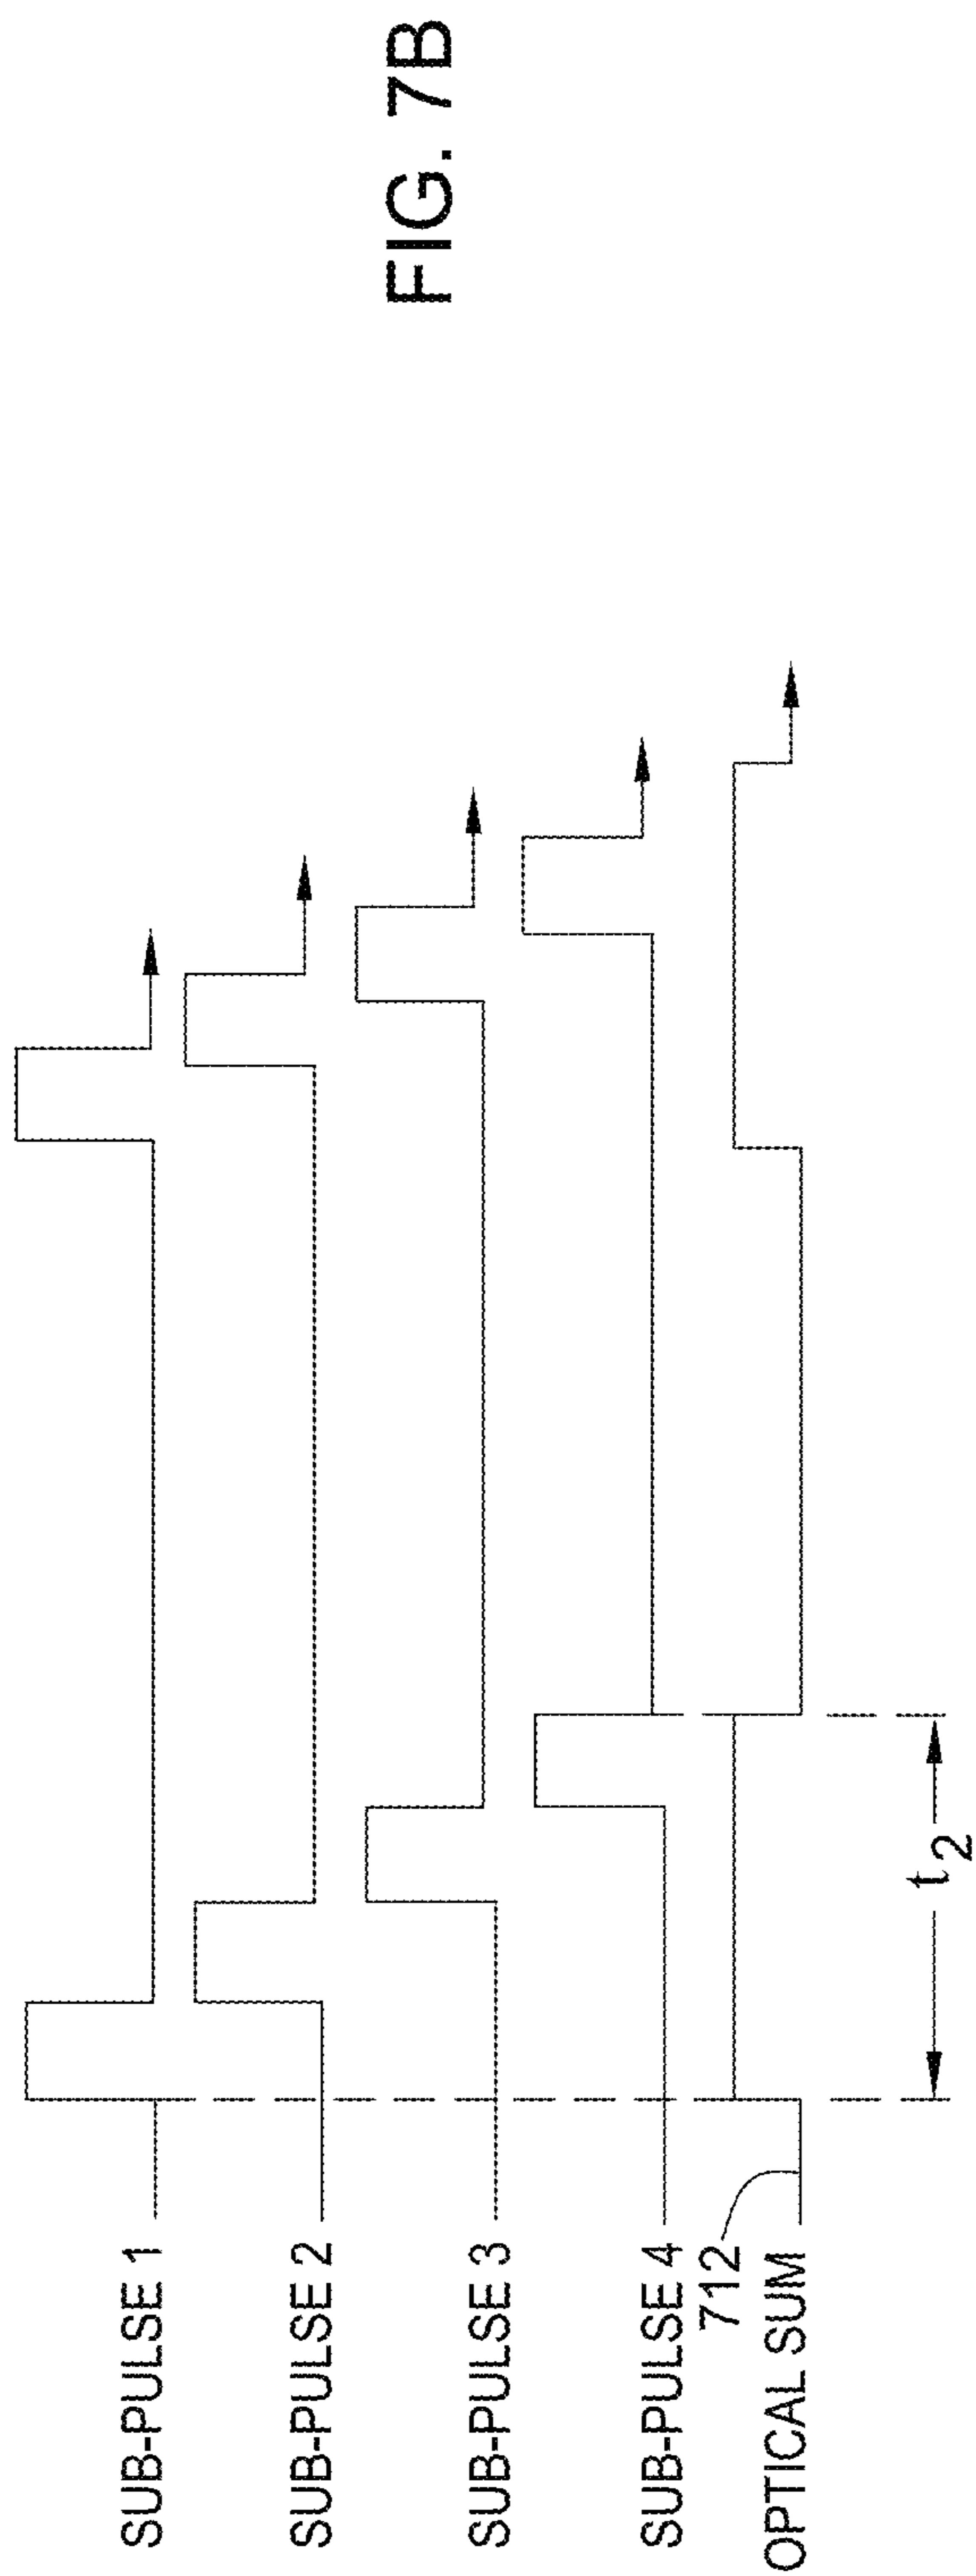 SUB-PULSE 1
SUB-PULSE 2
SUB-PULSE 3
SUB-PULSE 4
712
OPTICAL SUM
t2
FIG. 7B